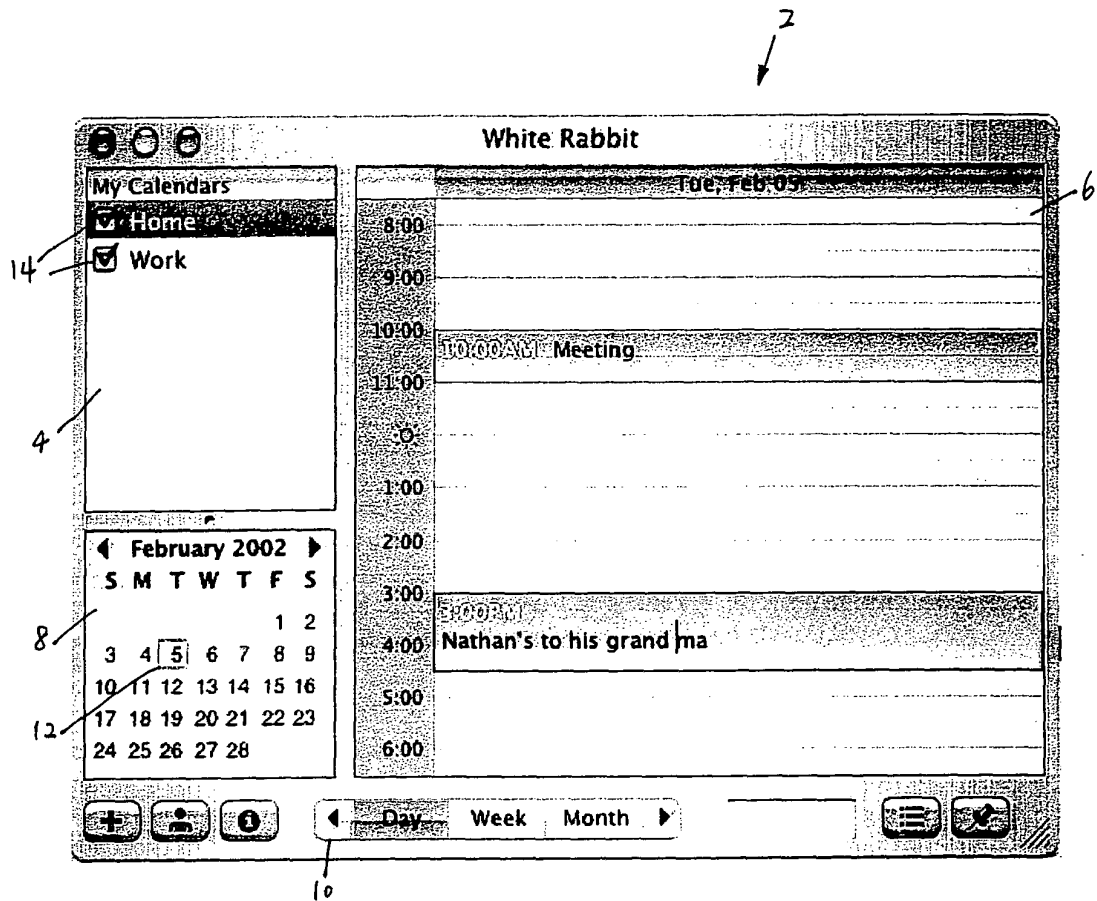 2
White Rabbit
My Calendars
Home
Work
14
4
Tue, Feb 05
6
8:00
9:00
10:00
10:00AM Meeting
11:00
1:00
2:00
3:00
3:00PM
4:00
Nathan's to his grand ma
5:00
6:00
February 2002
S M T W T F S
1 2
3 4 5 6 7 8 9
10 11 12 13 14 15 16
17 18 19 20 21 22 23
24 25 26 27 28
8
12
Day Week Month
10